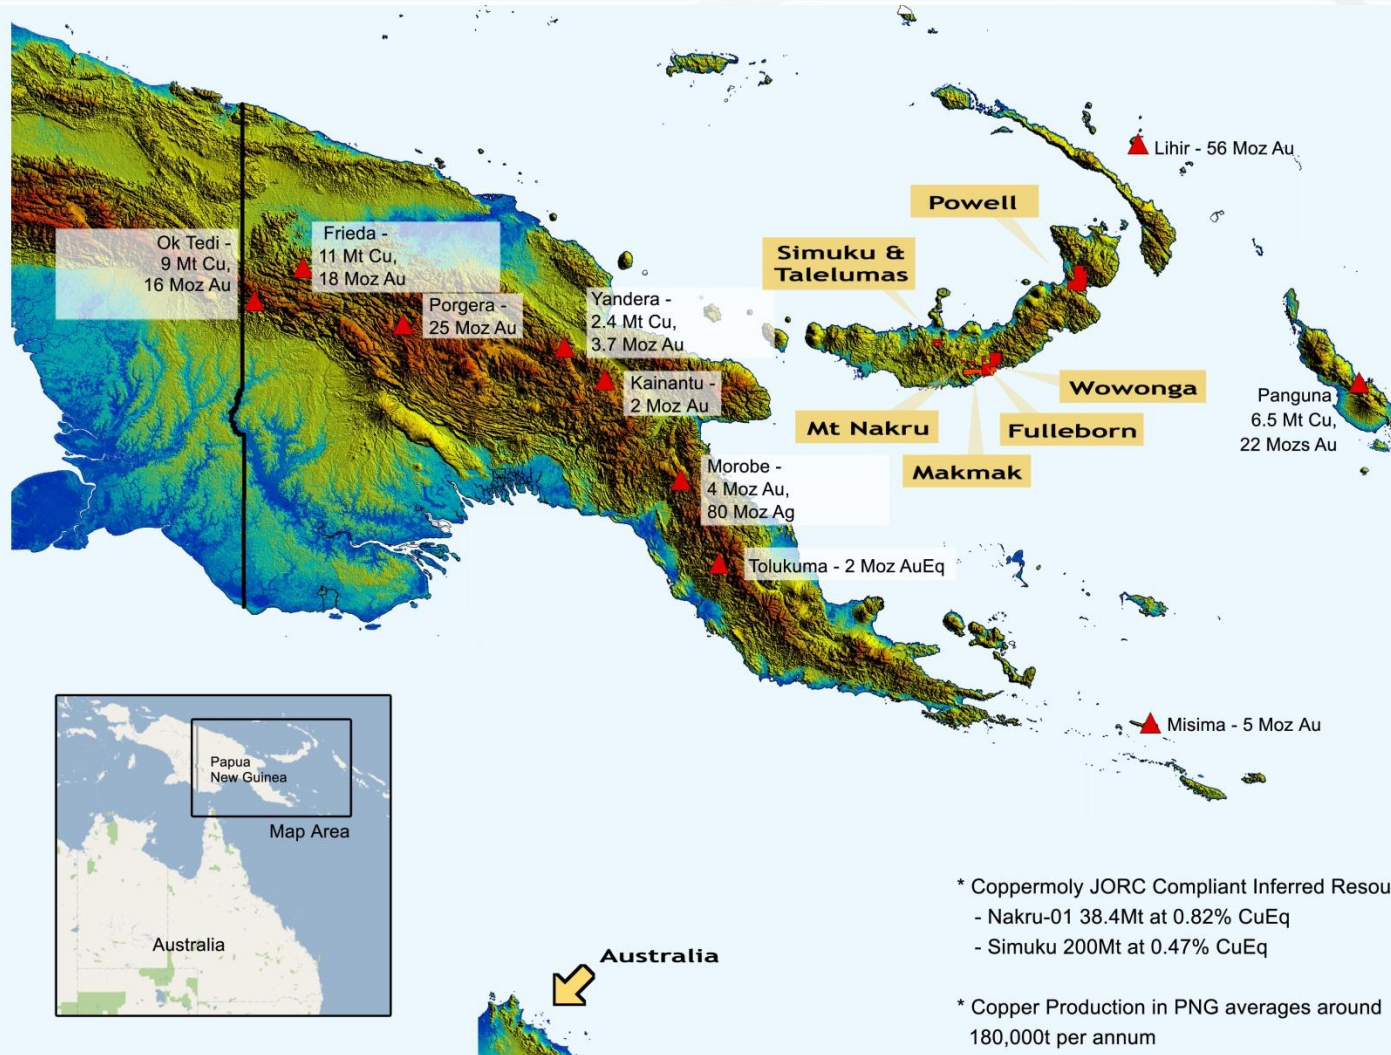 Lihir - 56 Moz Au
Powell
Simuku &
Talelumas
Ok Tedi -
9 Mt Cu,
16 Moz Au
Frieda -
11 Mt Cu,
18 Moz Au
Porgera -
25 Moz Au
Yandera -
2.4 Mt Cu,
3.7 Moz Au
Kainantu -
2 Moz Au
Wowonga
Mt Nakru
Fulleborn
Makmak
Panguna
6.5 Mt Cu,
22 Mozs Au
Morobe -
4 Moz Au,
80 Moz Ag
Tolukuma - 2 Moz AuEq
Misima - 5 Moz Au
Papua
New Guinea
Map Area
Australia
Australia
* Coppermoly JORC Compliant Inferred Resou
- Nakru-01 38.4Mt at 0.82% CuEq
- Simuku 200Mt at 0.47% CuEq
* Copper Production in PNG averages around
180,000t per annum